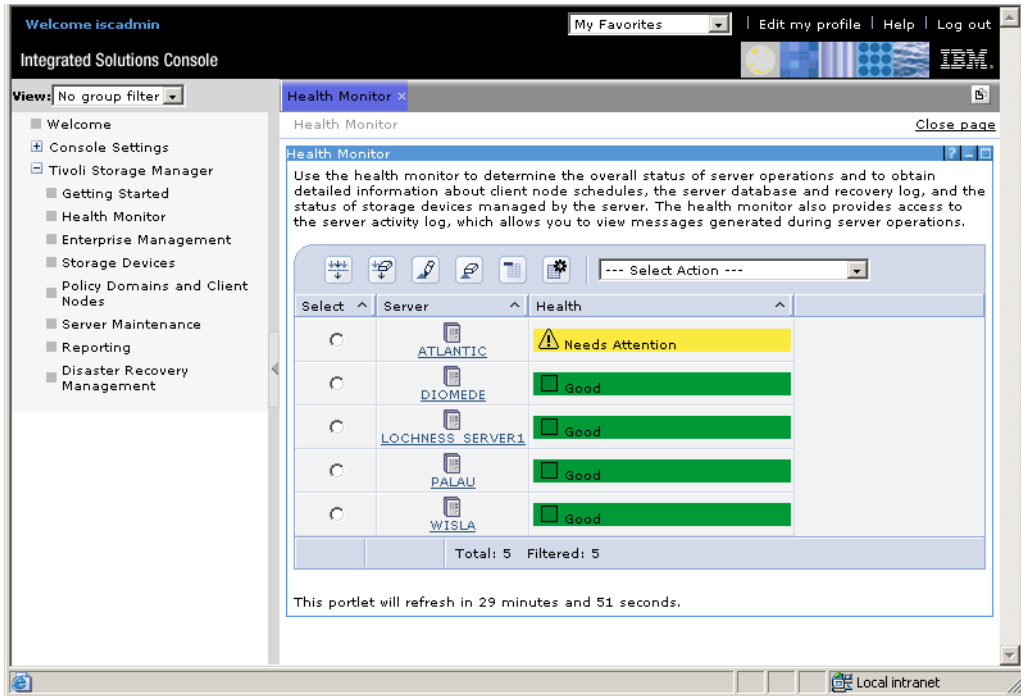 Welcome iscadmin
My Favorites
Edit my profile
Help
Log out
Integrated Solutions Console
IBM.
View: No group filter
Health Monitor ×
Welcome
Health Monitor
Close page
Console Settings
Tivoli Storage Manager
Getting Started
Health Monitor
Enterprise Management
Storage Devices
Policy Domains and Client
Nodes
Server Maintenance
Reporting
Disaster Recovery
Management
Health Monitor
?
Use the health monitor to determine the overall status of server operations and to obtain
detailed information about client node schedules, the server database and recovery log, and the
status of storage devices managed by the server. The health monitor also provides access to
the server activity log, which allows you to view messages generated during server operations.
--- Select Action ---
Select ^ Server ^ Health ^
ATLANTIC Needs Attention
DIOMEDE Good
LOCHNESS_SERVER1 Good
PALAU Good
WISLA Good
Total: 5 Filtered: 5
This portlet will refresh in 29 minutes and 51 seconds.
Local intranet